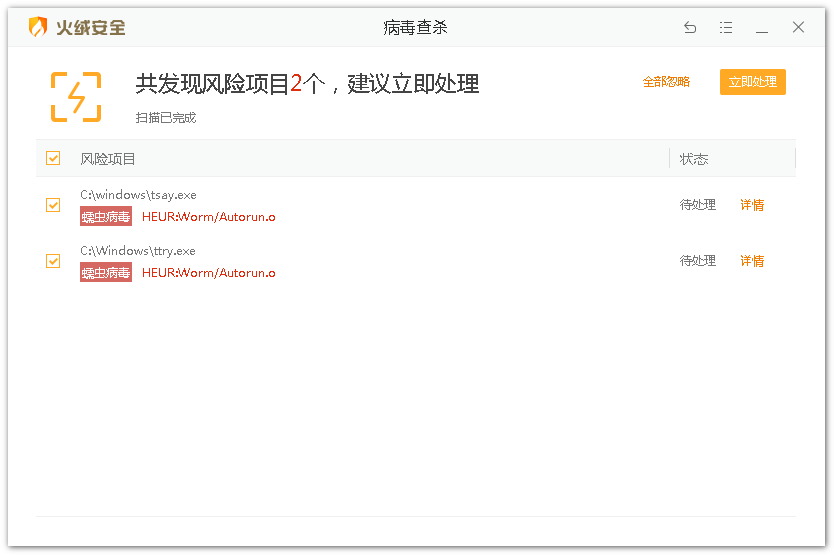 火绒安全
病毒查杀
共发现风险项目2个，建议立即处理
全部忽略
立即处理
扫描已完成
风险项目
状态
C:\windows\tsay.exe
蠕虫病毒 HEUR:Worm/Autorun.o
待处理 详情
C:\Windows\ttry.exe
蠕虫病毒 HEUR:Worm/Autorun.o
待处理 详情